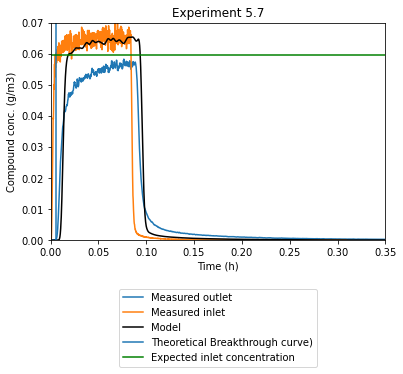 Experiment 5.7
Compound conc. (g/m3)
0.07
0.06
0.05
0.04
0.03
0.02
0.01
0.00
0.00 0.05 0.10 0.15 0.20 0.25 0.30 0.35
Time (h)
Measured outlet
Measured inlet
Model
Theoretical Breakthrough curve)
Expected inlet concentration